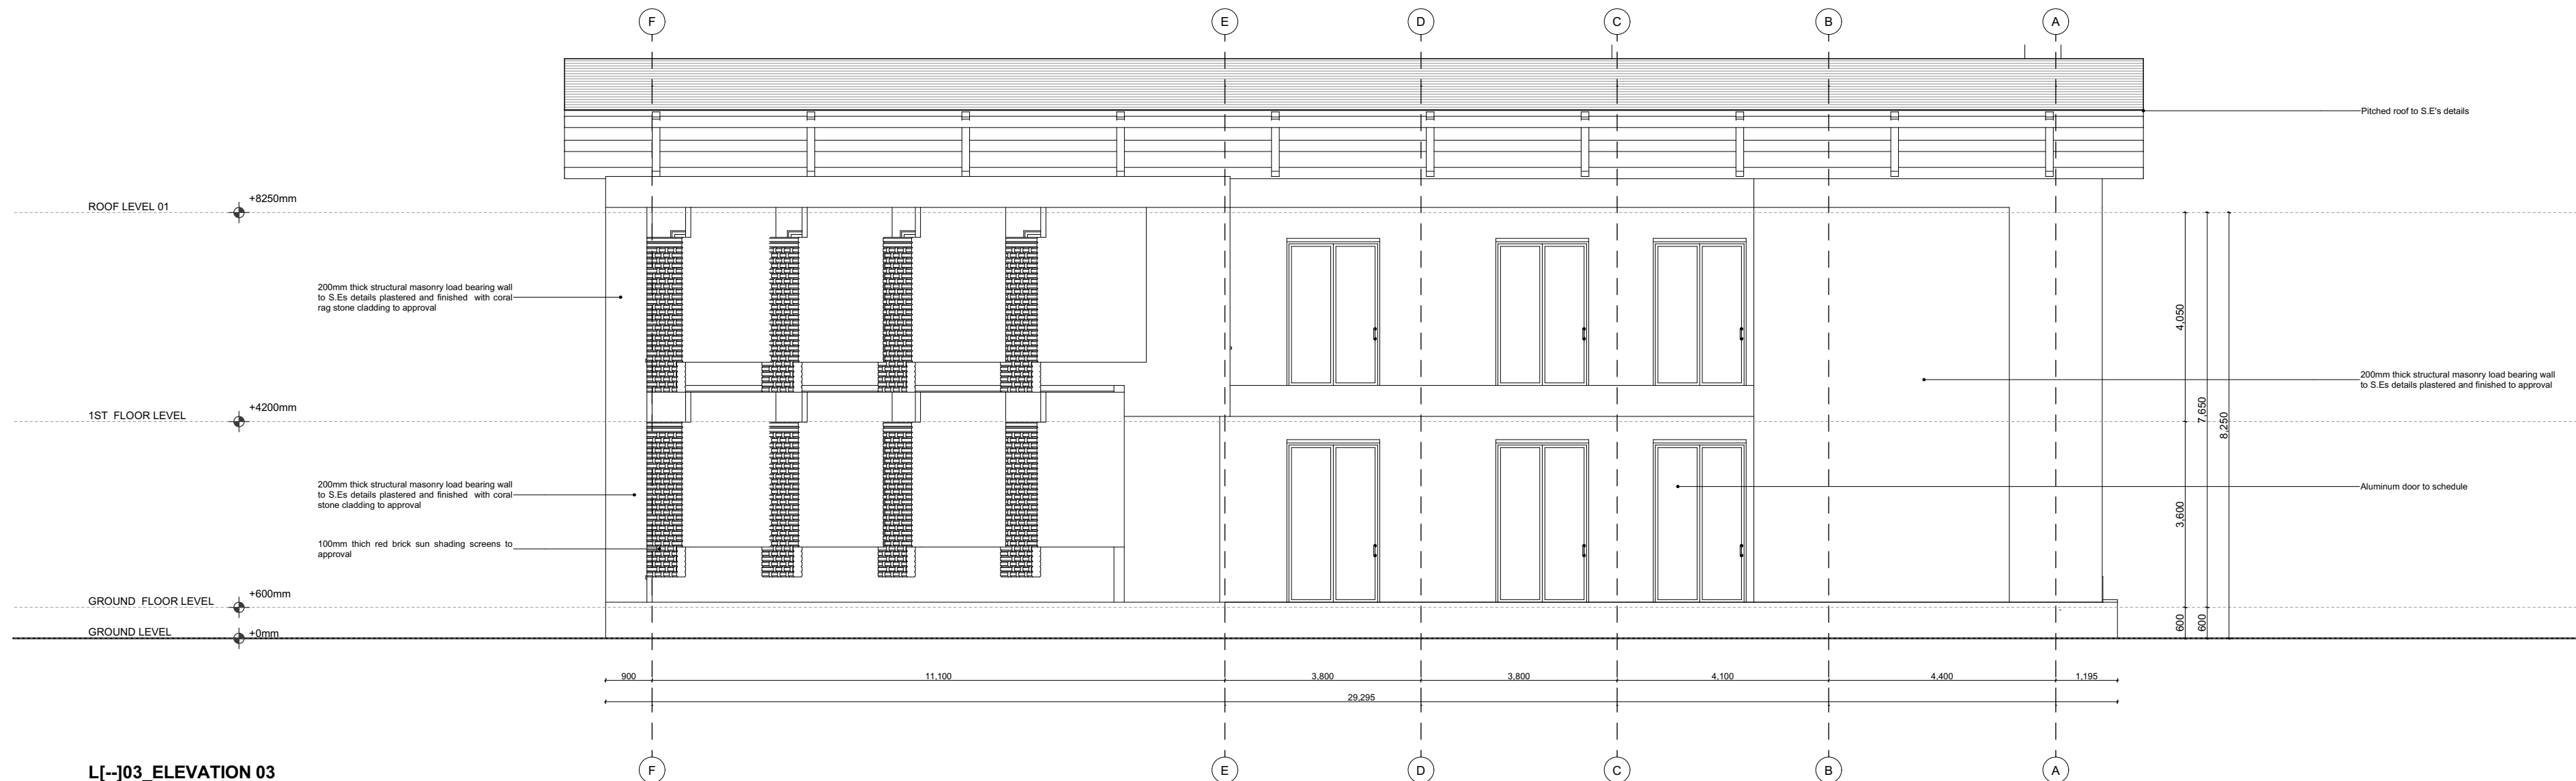 F E D C B A
Pitched roof to S.E's details
ROOF LEVEL 01
+8250mm
200mm thick structural masonry load bearing wall
to S.Es details plastered and finished with coral
rag stone cladding to approval
4,050
200mm thick structural masonry load bearing wall
to S.Es details plastered and finished to approval
1ST FLOOR LEVEL
+4200mm
7,650
8,250
200mm thick structural masonry load bearing wall
to S.Es details plastered and finished with coral
stone cladding to approval
Aluminum door to schedule
3,600
100mm thich red brick sun shading screens to
approval
GROUND FLOOR LEVEL
+600mm
600
600
GROUND LEVEL
+0mm
900 11,100 3,800 3,800 4,100 4,400 1,195
29,295
L[--]03_ELEVATION 03
F E D C B A